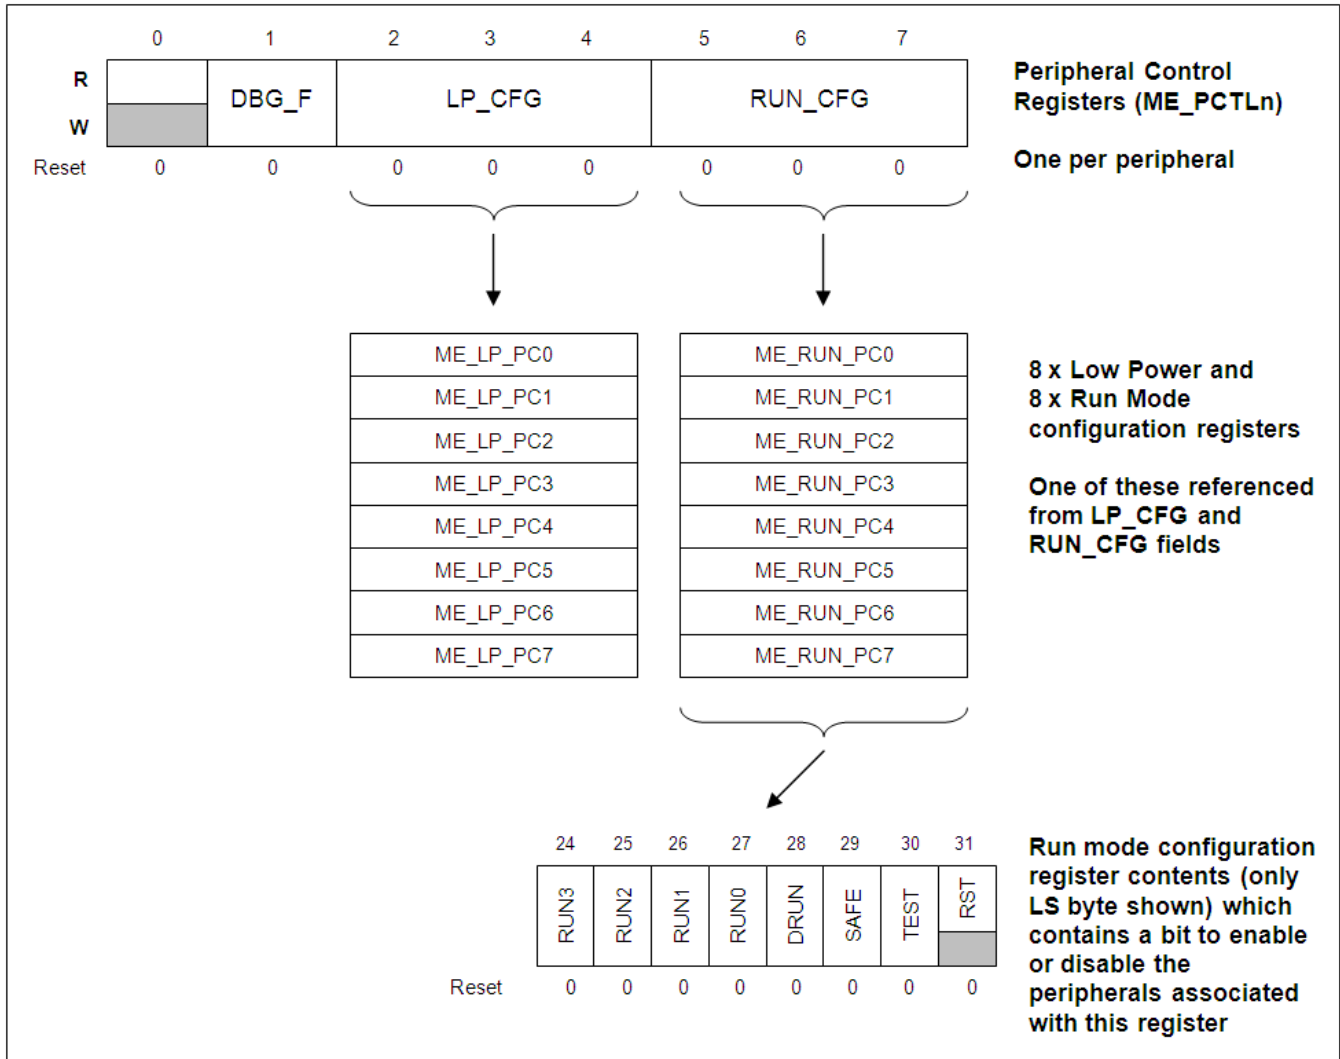 0 1 2 3 4 5 6 7
R
W
DBG_F LP_CFG RUN_CFG
Reset 0 0 0 0 0 0 0 0
Peripheral Control
Registers (ME_PCTLn)
One per peripheral
ME_LP_PC0
ME_LP_PC1
ME_LP_PC2
ME_LP_PC3
ME_LP_PC4
ME_LP_PC5
ME_LP_PC6
ME_LP_PC7
ME_RUN_PC0
ME_RUN_PC1
ME_RUN_PC2
ME_RUN_PC3
ME_RUN_PC4
ME_RUN_PC5
ME_RUN_PC6
ME_RUN_PC7
8 x Low Power and
8 x Run Mode
configuration registers
One of these referenced
from LP_CFG and
RUN_CFG fields
24 25 26 27 28 29 30 31
RUN3
RUN2
RUN1
RUN0
DRUN
SAFE
TEST
RST
Reset 0 0 0 0 0 0 0 0
Run mode configuration
register contents (only
LS byte shown) which
contains a bit to enable
or disable the
peripherals associated
with this register